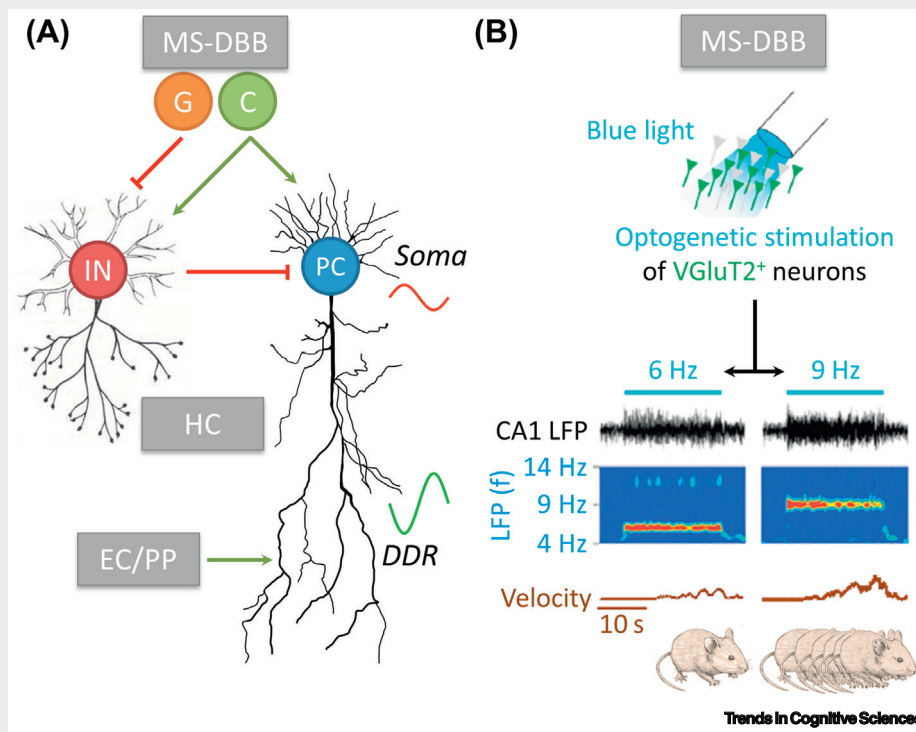 (A)
MS-DBB
G
C
IN
PC
Soma
HC
EC/PP
DDR
(B)
MS-DBB
Blue light
Optogenetic stimulation
of VGluT2⁺ neurons
6 Hz
9 Hz
CA1 LFP
LFP (f)
14 Hz
9 Hz
4 Hz
Velocity
10 s
Trends in Cognitive Sciences